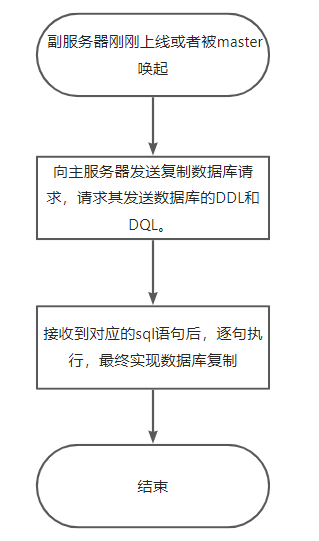 副服务器刚刚上线或者被master
唤起
向主服务器发送复制数据库请
求，请求其发送数据库的DDL和
DQL。
接收到对应的sql语句后，逐句执
行，最终实现数据库复制
结束